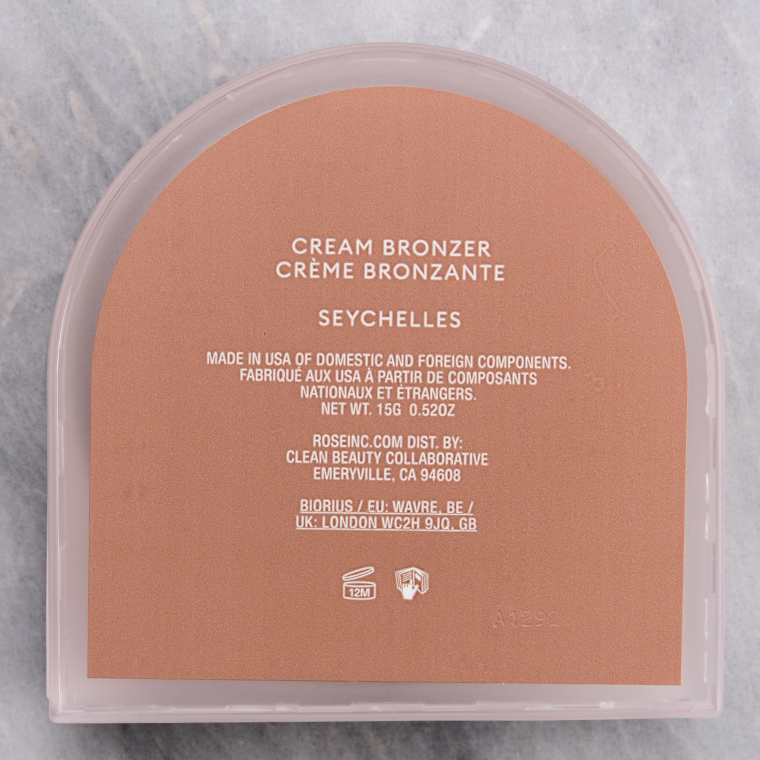 CREAM BRONZER
CRÈME BRONZANTE
SEYCHELLES
MADE IN USA OF DOMESTIC AND FOREIGN COMPONENTS.
FABRIQUÉ AUX USA À PARTIR DE COMPOSANTS
NATIONAUX ET ÉTRANGERS.
NET WT. 15G 0.52OZ
ROSEINC.COM DIST. BY:
CLEAN BEAUTY COLLABORATIVE
EMERYVILLE, CA 94608
BIORIUS / EU: WAVRE, BE /
UK: LONDON WC2H 9JQ, GB
12M